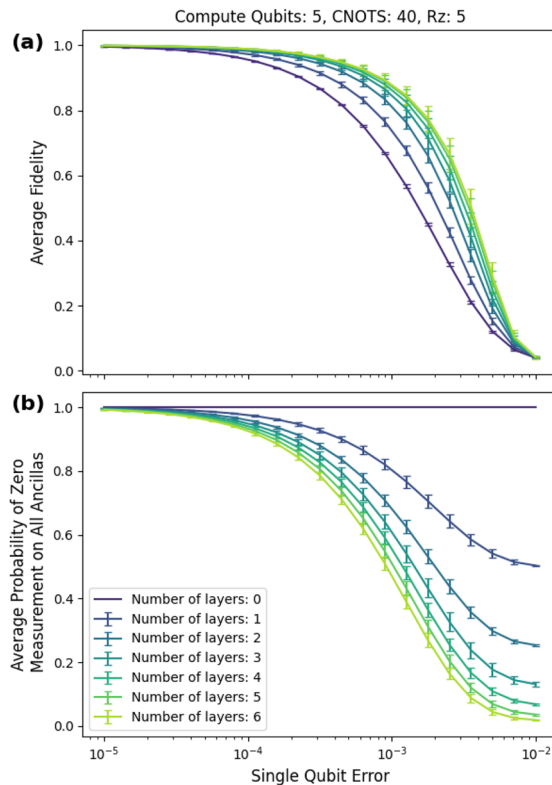 Compute Qubits: 5, CNOTS: 40, Rz: 5
(a)
1.0
0.8
0.6
0.4
0.2
0.0
Average Fidelity
(b)
1.0
0.8
0.6
0.4
0.2
0.0
Average Probability of Zero
Measurement on All Ancillas
Number of layers: 0
Number of layers: 1
Number of layers: 2
Number of layers: 3
Number of layers: 4
Number of layers: 5
Number of layers: 6
10⁻⁵ 10⁻⁴ 10⁻³ 10⁻²
Single Qubit Error